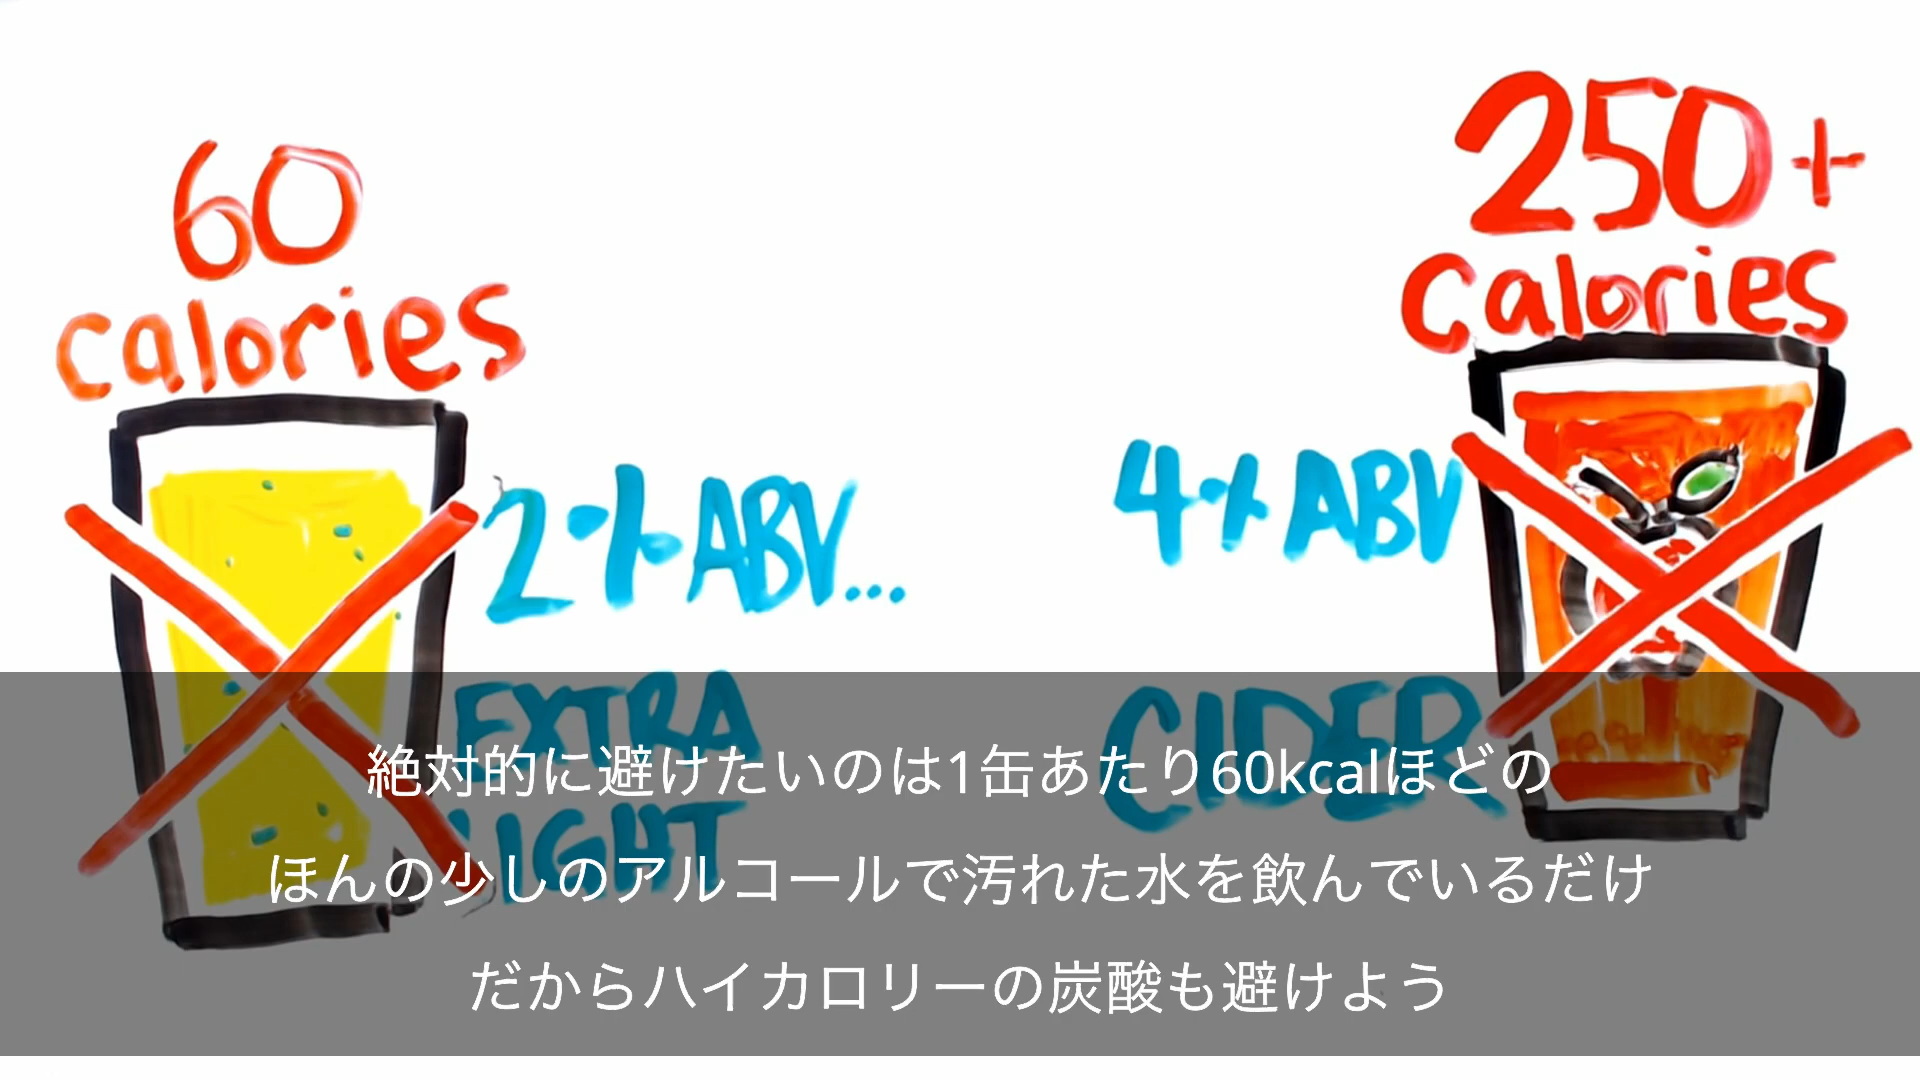 60
calories
2% ABV...
EXTRA
LIGHT
250+
Calories
4% ABV
CIDER
絶対的に避けたいのは1缶あたり60kcalほどの
ほんの少しのアルコールで汚れた水を飲んでいるだけ
だからハイカロリーの炭酸も避けよう